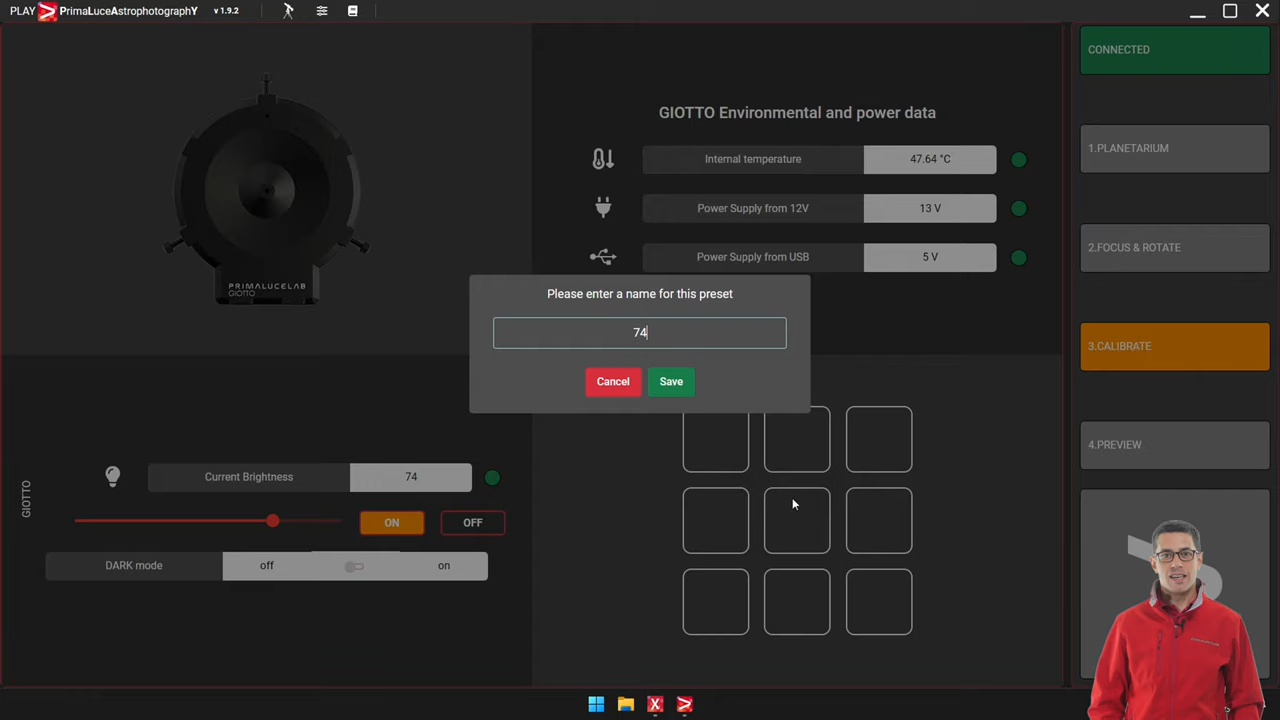 PLAY PrimaLuceAstrophotographY v 1.9.2
CONNECTED
GIOTTO Environmental and power data
Internal temperature 47.64 °C
Power Supply from 12V 13 V
Power Supply from USB 5 V
PRIMALUCELAB
GIOTTO
Please enter a name for this preset
74
Cancel Save
GIOTTO
Current Brightness 74
ON OFF
DARK mode off on
1.PLANETARIUM
2.FOCUS & ROTATE
3.CALIBRATE
4.PREVIEW
PRIMALUCELAB